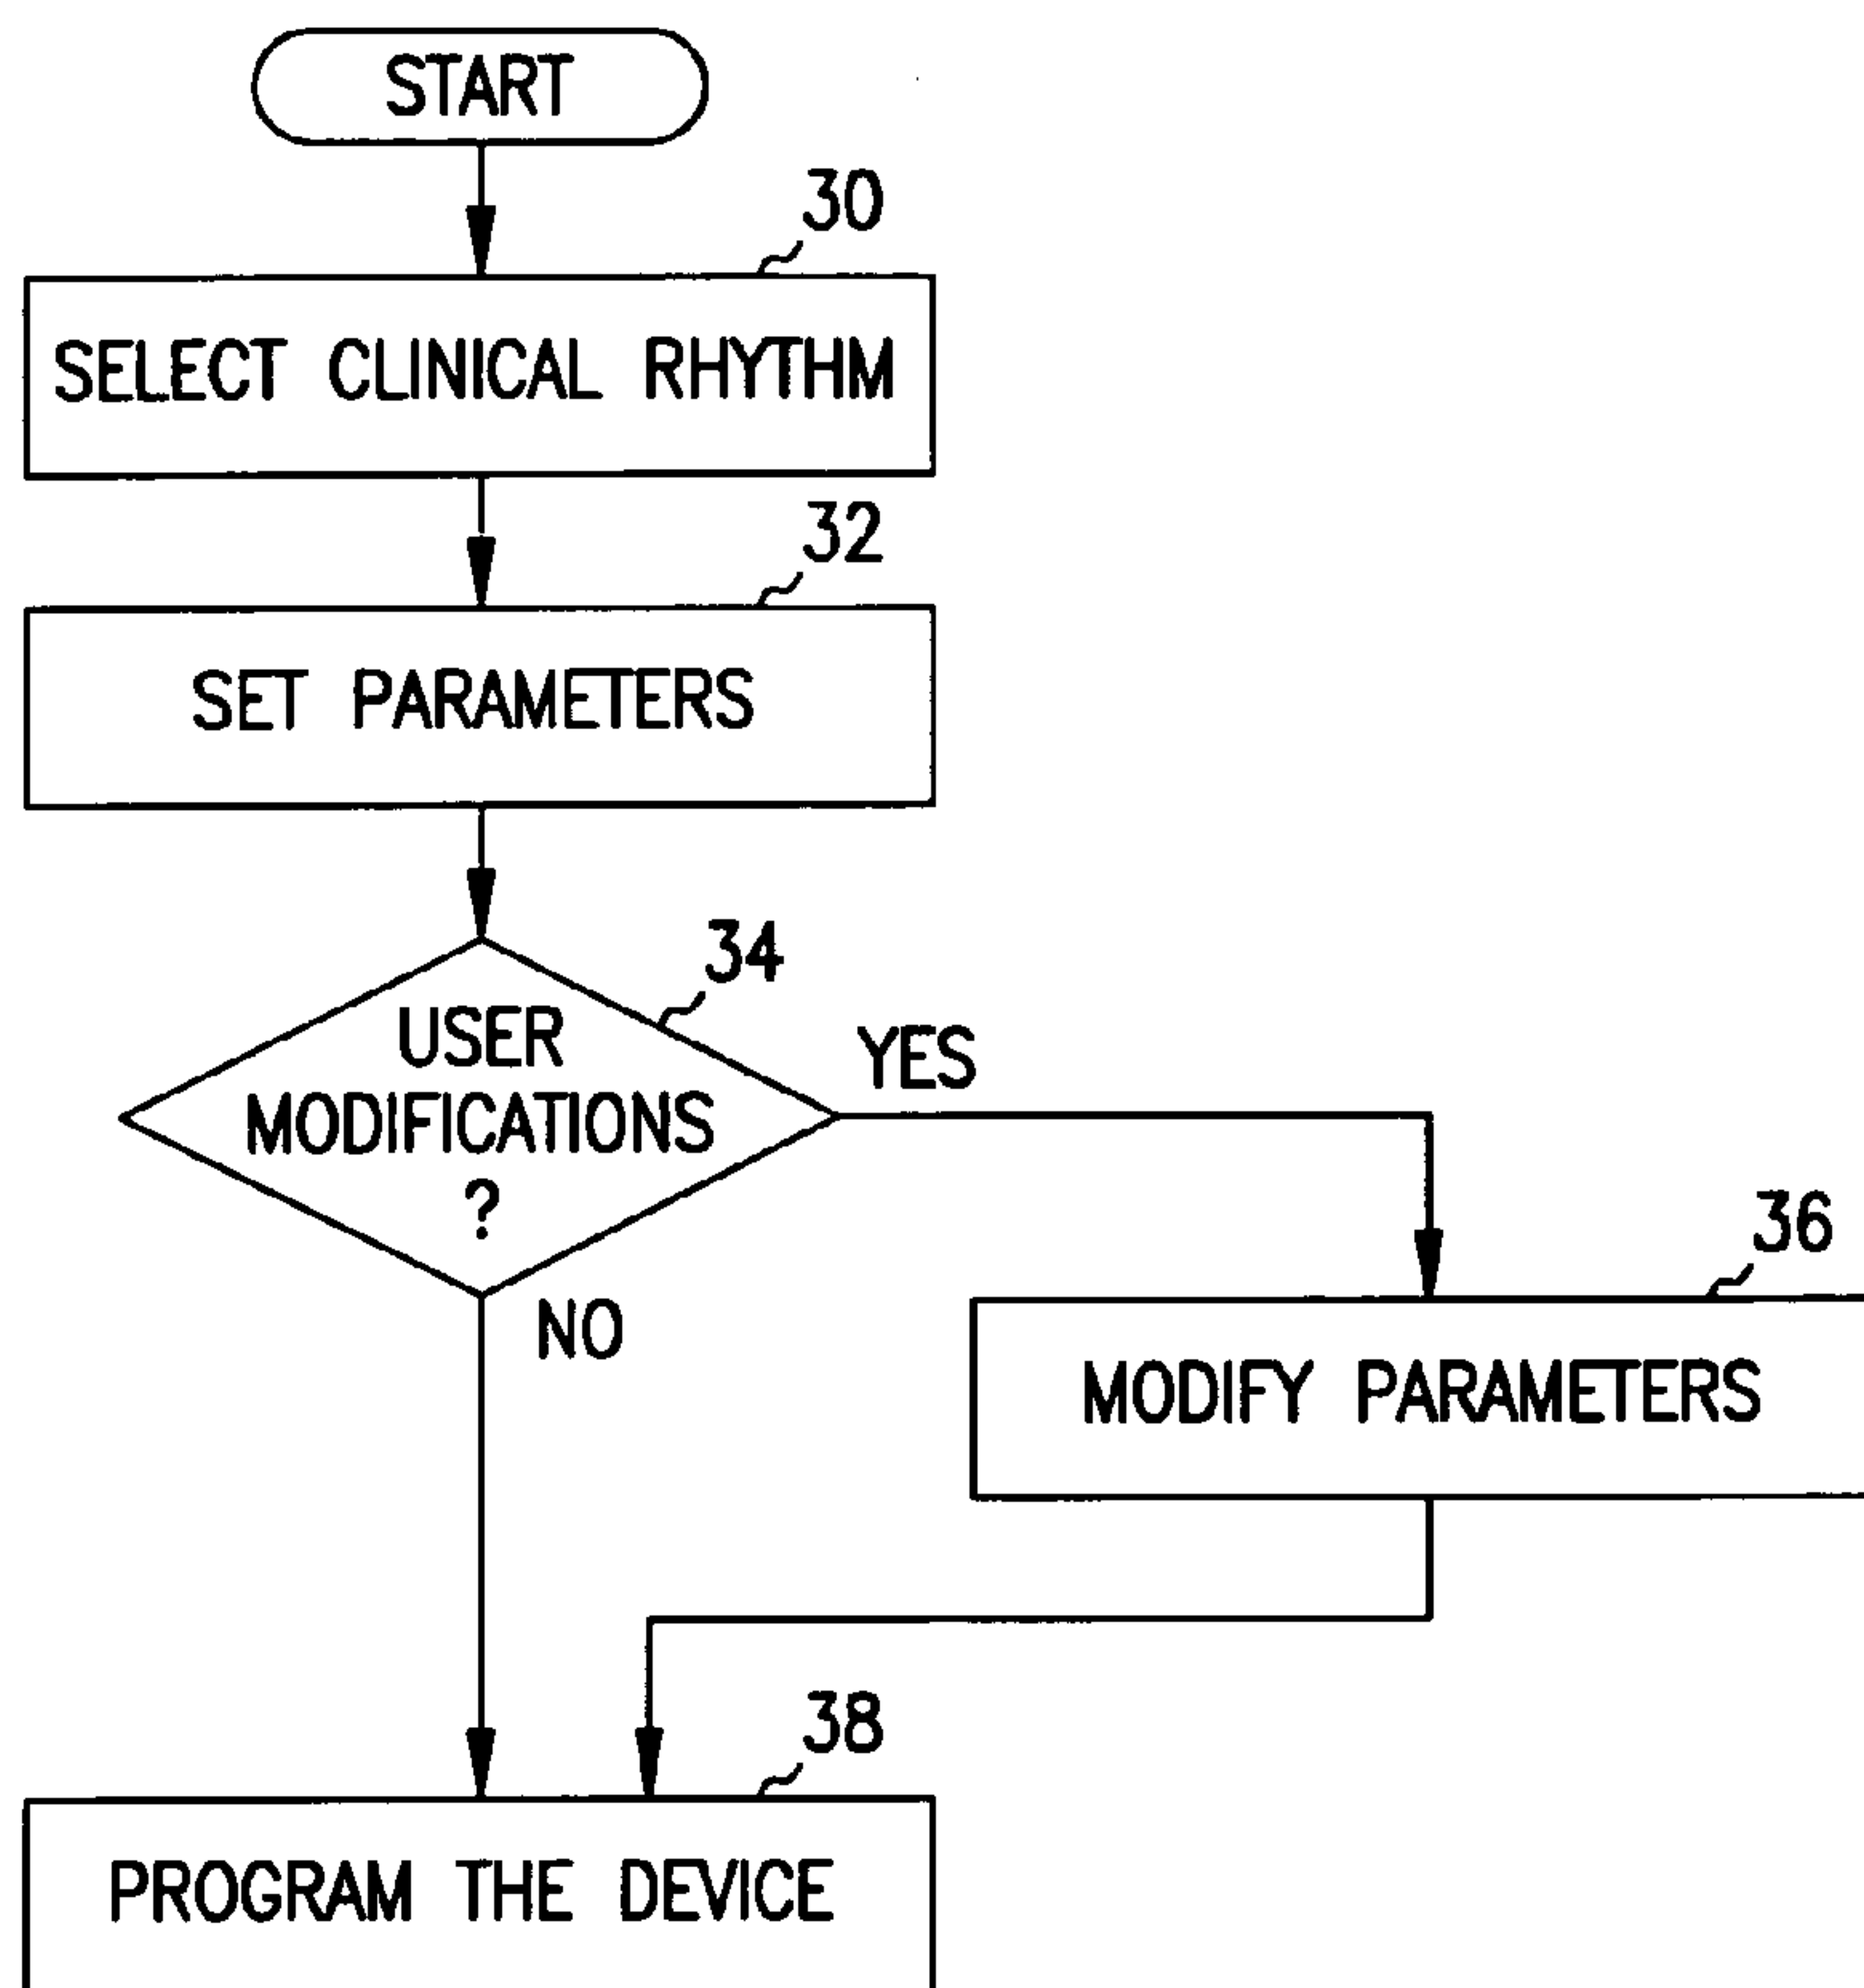 START
30
SELECT CLINICAL RHYTHM
32
SET PARAMETERS
34
USER
MODIFICATIONS
?
YES
NO
36
MODIFY PARAMETERS
38
PROGRAM THE DEVICE